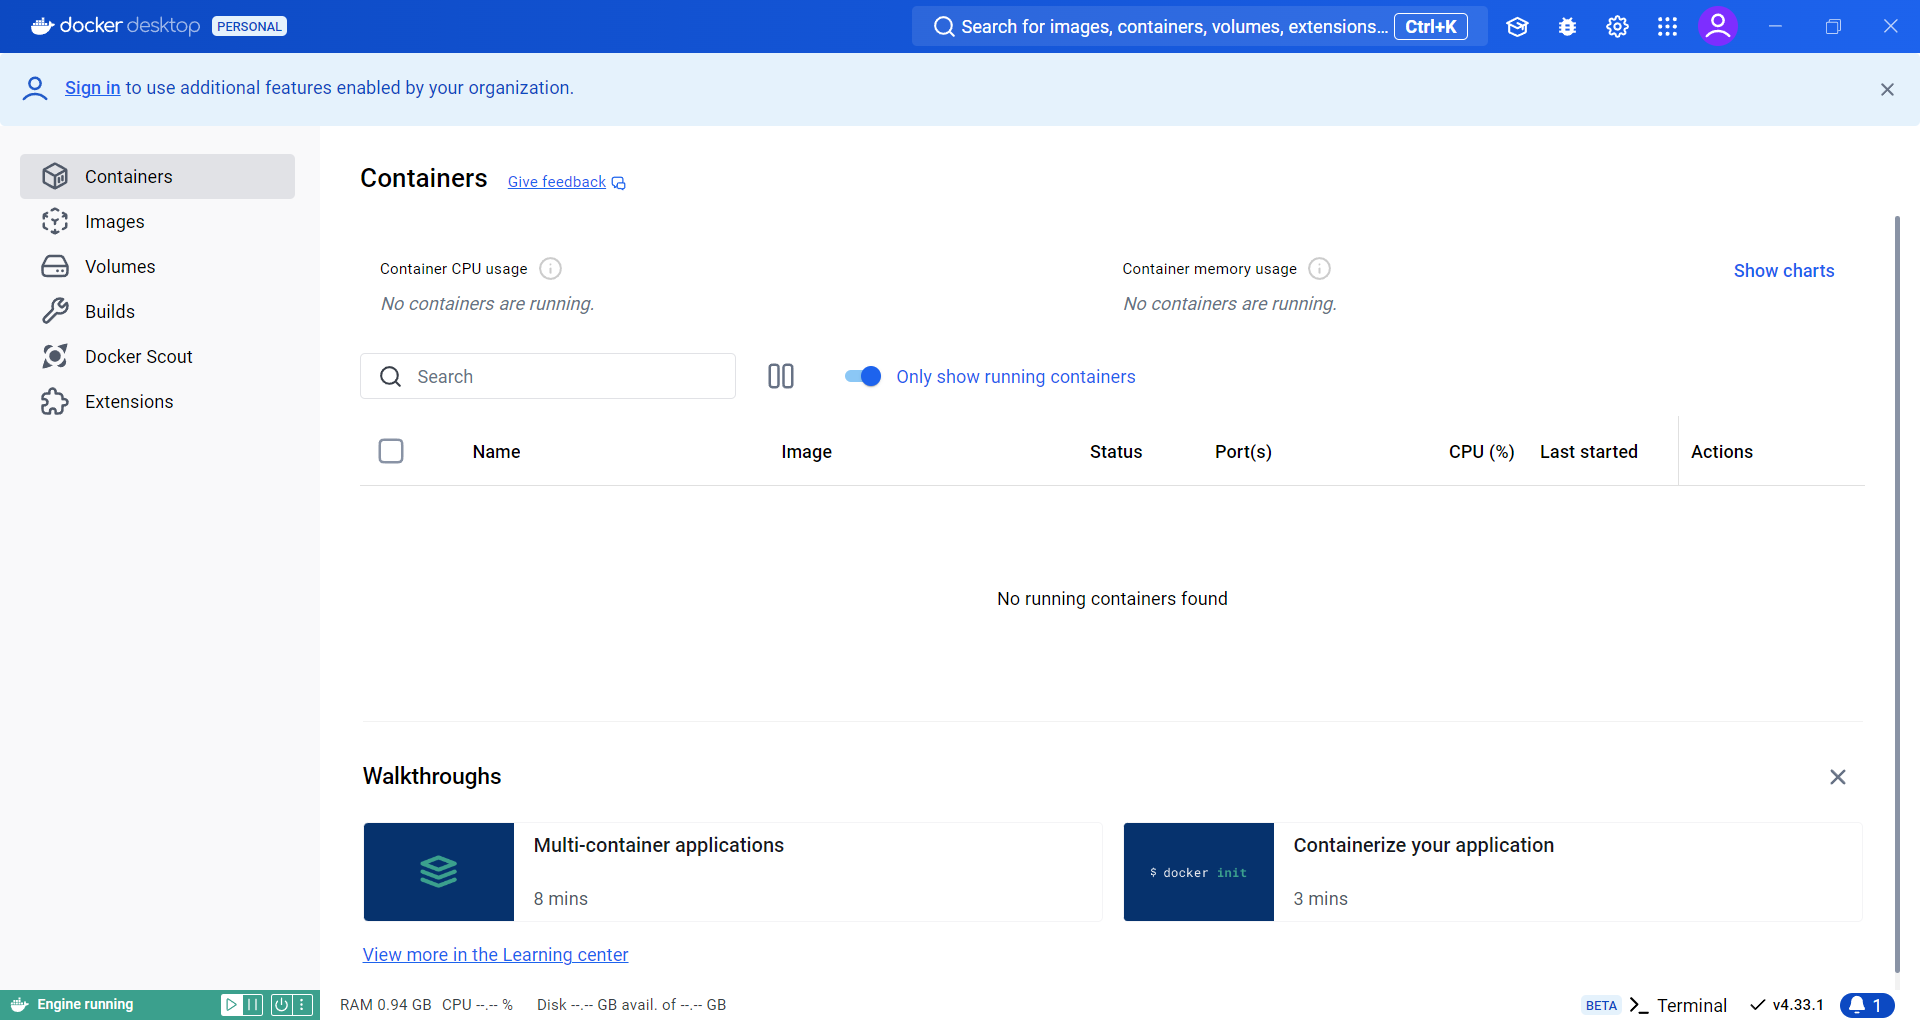 docker desktop PERSONAL
Search for images, containers, volumes, extensions... Ctrl+K
Sign in to use additional features enabled by your organization.
Containers
Images
Volumes
Builds
Docker Scout
Extensions
Containers Give feedback
Container CPU usage
No containers are running.
Container memory usage
No containers are running.
Show charts
Search
Only show running containers
Name Image Status Port(s) CPU (%) Last started Actions
No running containers found
Walkthroughs
Multi-container applications
8 mins
$ docker init
Containerize your application
3 mins
View more in the Learning center
Engine running
RAM 0.94 GB CPU --.-- % Disk --.-- GB avail. of --.-- GB
BETA Terminal v4.33.1 1